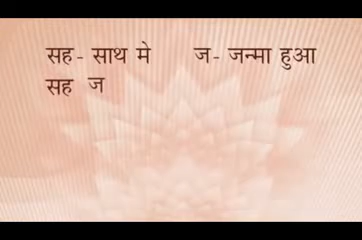 सह - साथ मे ज - जन्मा हुआ
सह ज